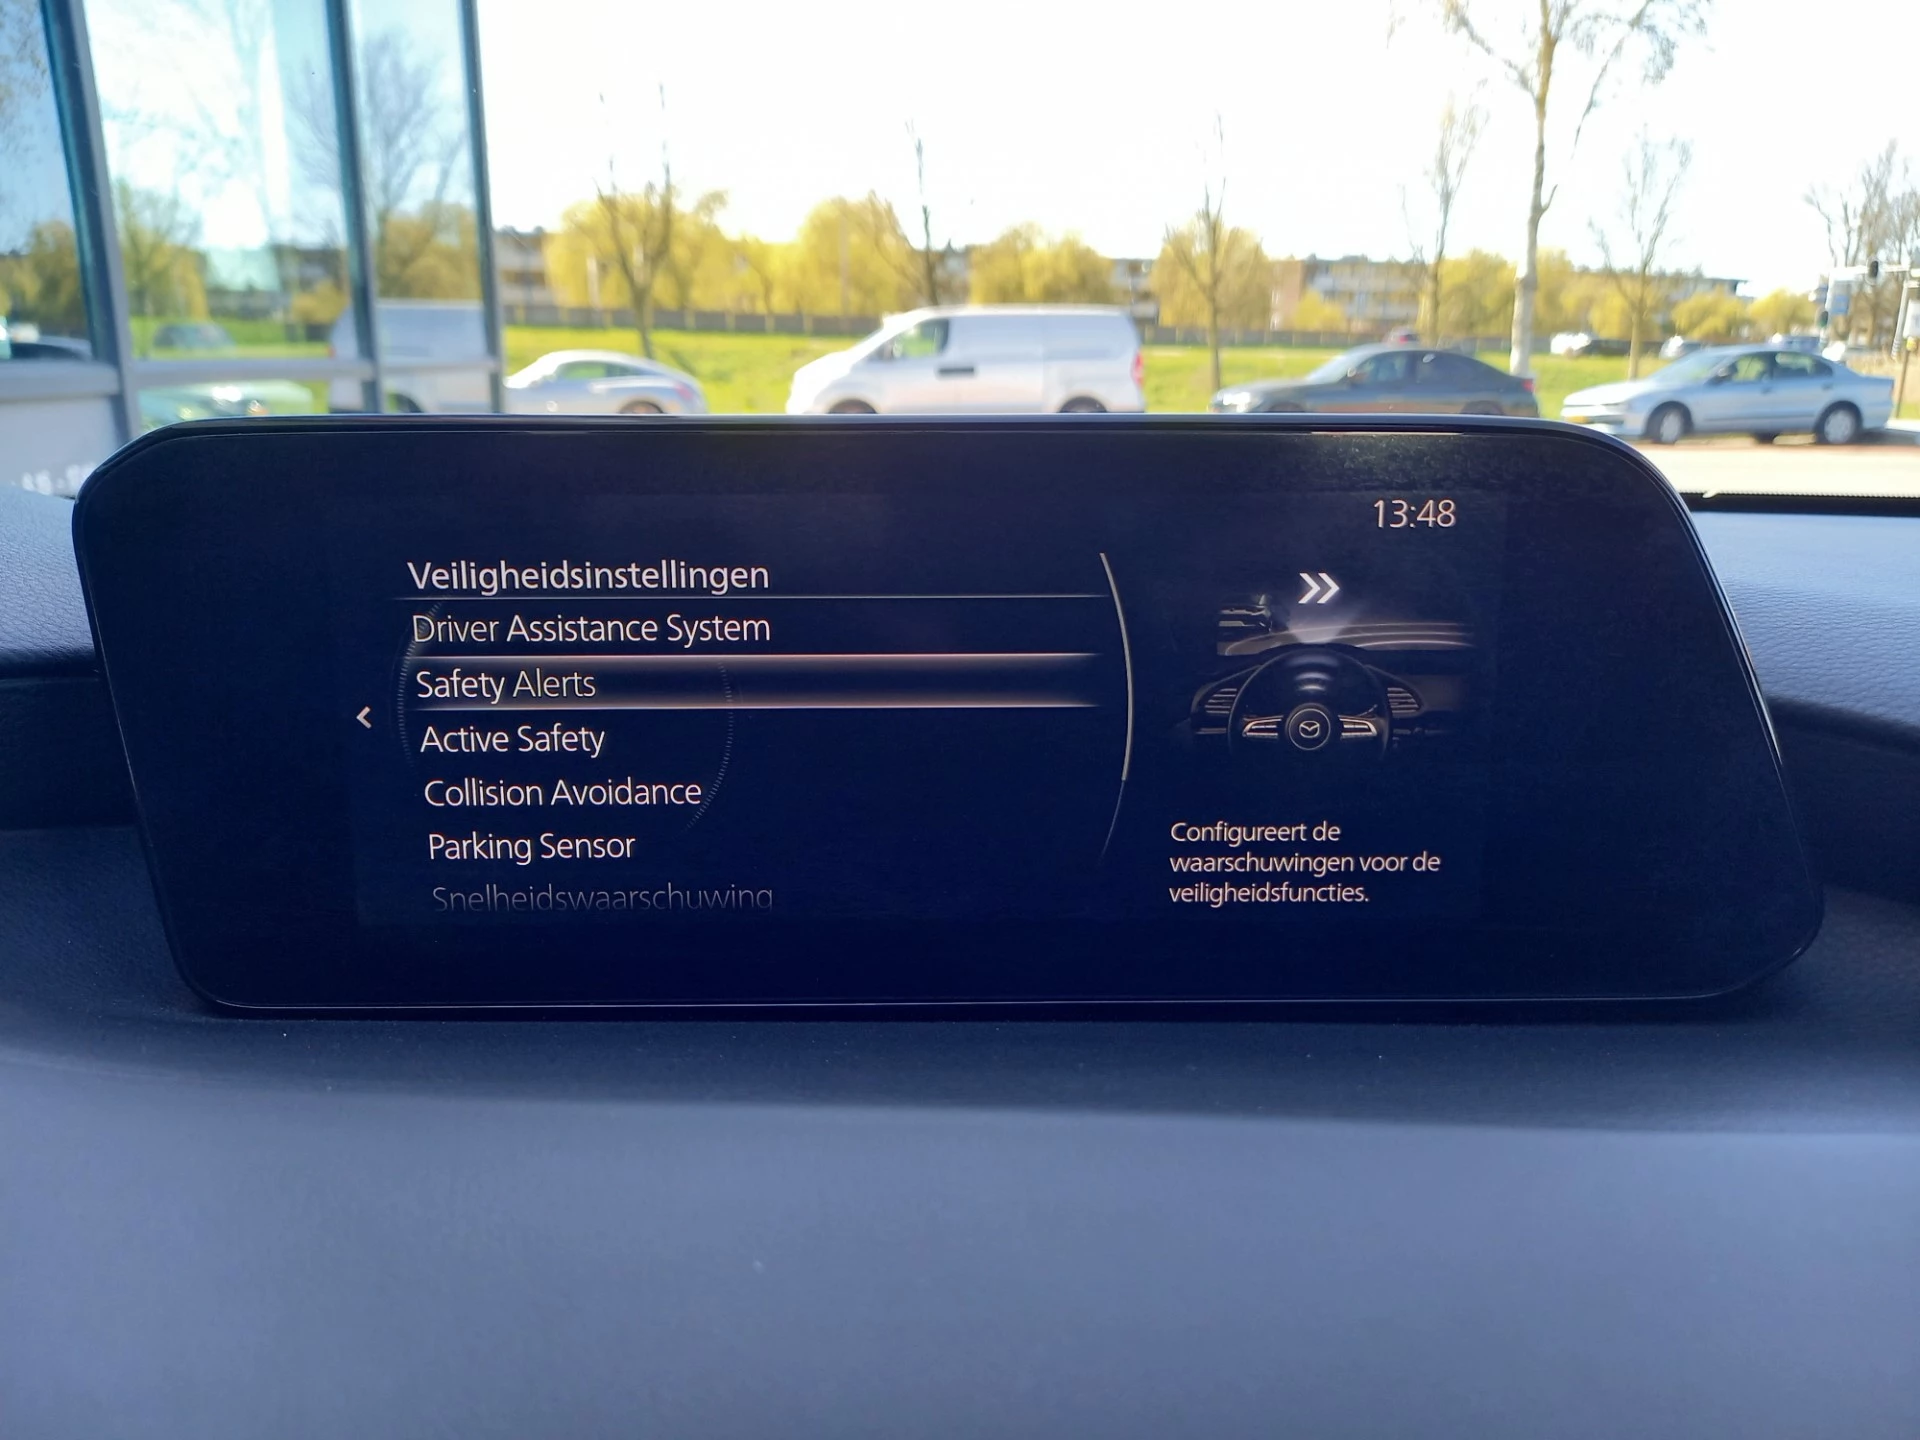 13:48
Veiligheidsinstellingen
Driver Assistance System
Safety Alerts
Active Safety
Collision Avoidance
Parking Sensor
Snelheidswaarschuwing
Configureert de
waarschuwingen voor de
veiligheidsfuncties.